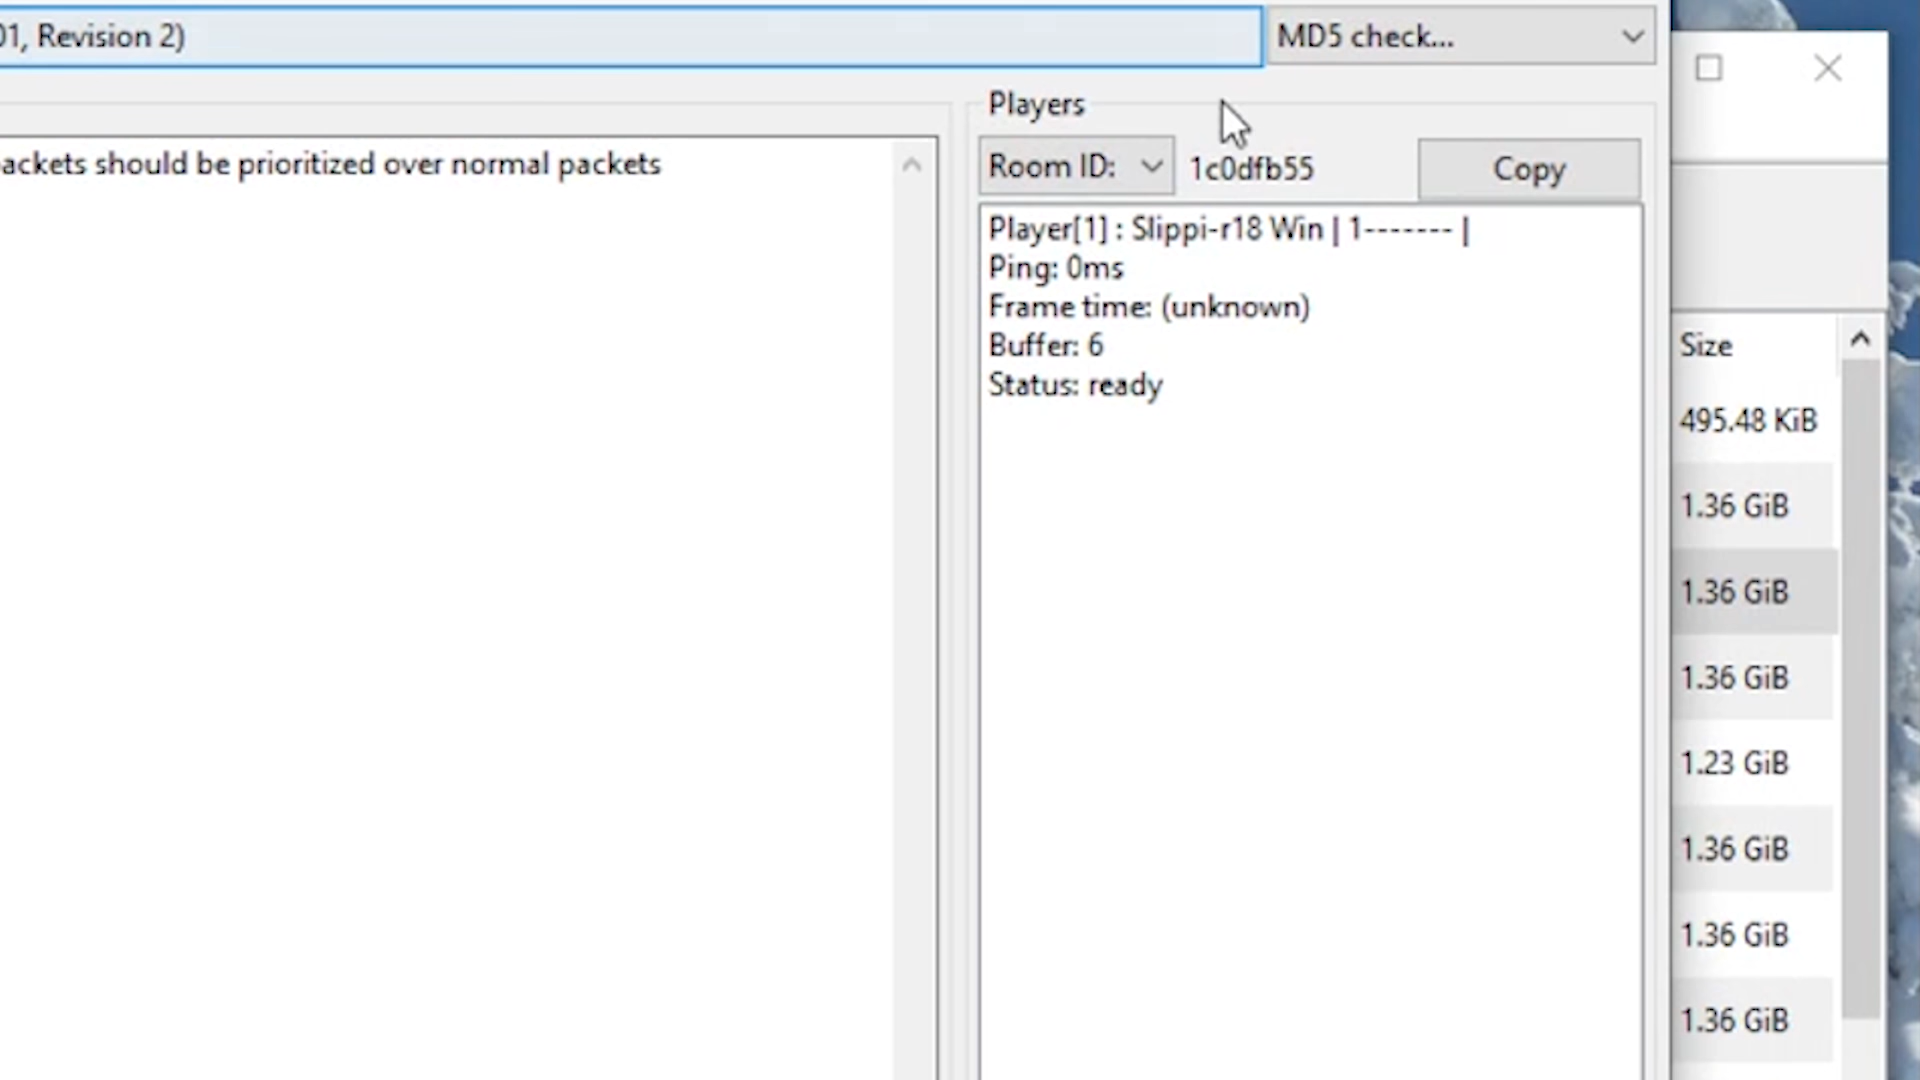 01, Revision 2)
MD5 check...
ackets should be prioritized over normal packets
Players
Room ID:
1c0dfb55
Copy
Player[1] : Slippi-r18 Win | 1------- |
Ping: 0ms
Frame time: (unknown)
Buffer: 6
Status: ready
Size
495.48 KiB
1.36 GiB
1.36 GiB
1.36 GiB
1.23 GiB
1.36 GiB
1.36 GiB
1.36 GiB